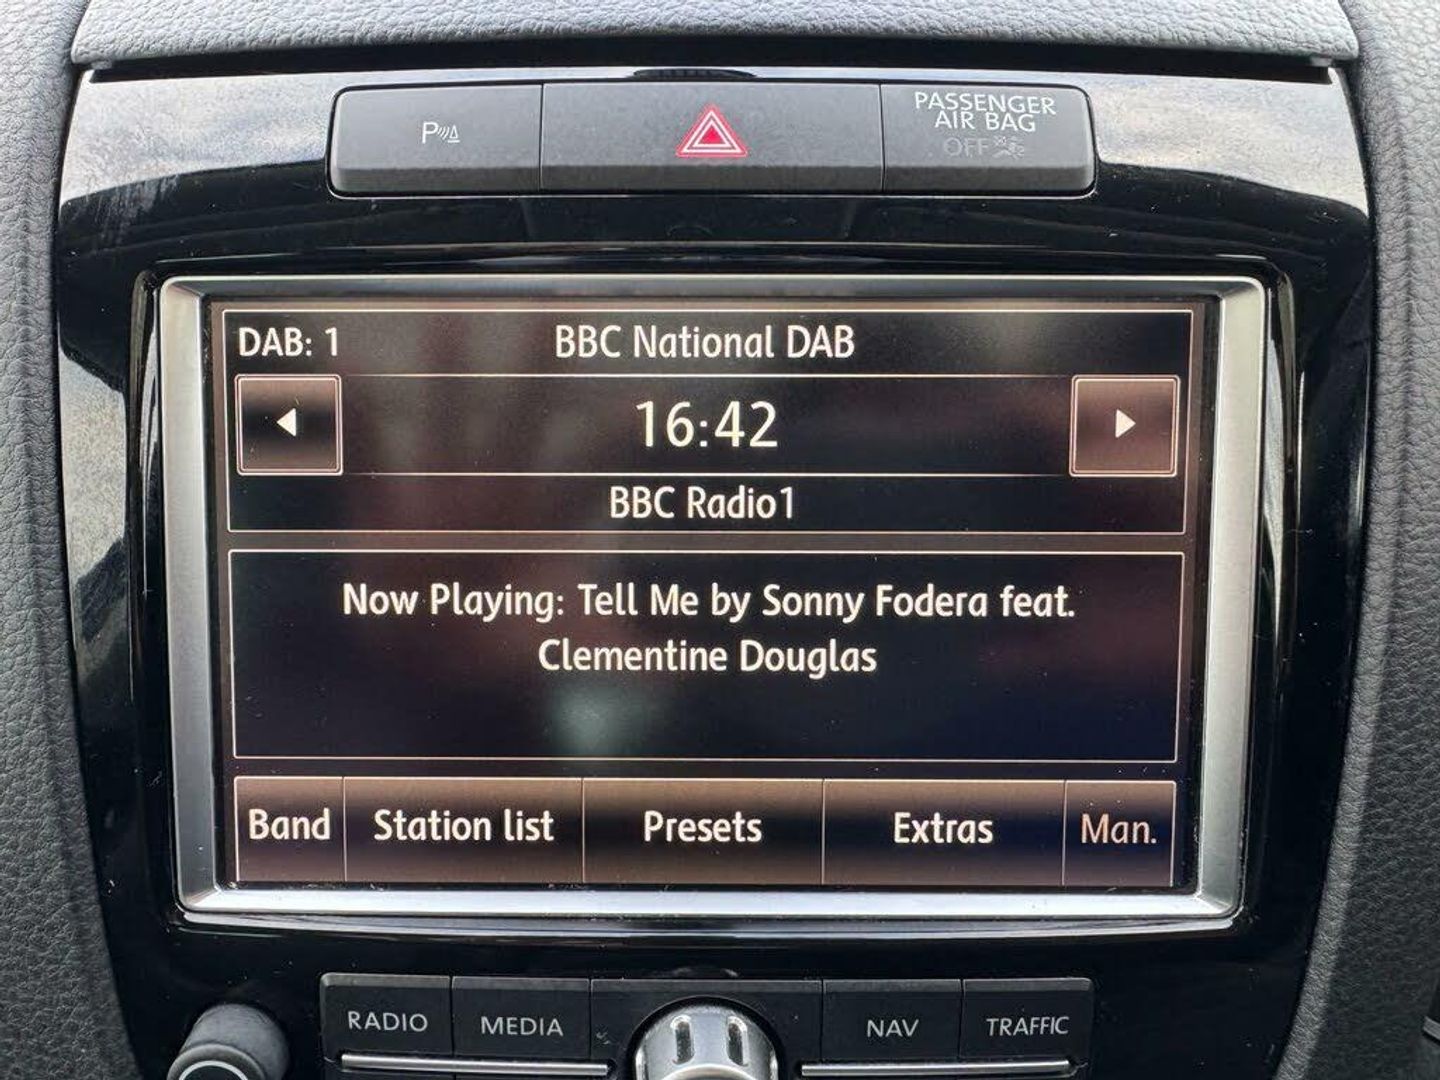 P
PASSENGER
AIR BAG
OFF
DAB: 1
BBC National DAB
16:42
BBC Radio1
Now Playing: Tell Me by Sonny Fodera feat.
Clementine Douglas
Band
Station list
Presets
Extras
Man.
RADIO
MEDIA
NAV
TRAFFIC